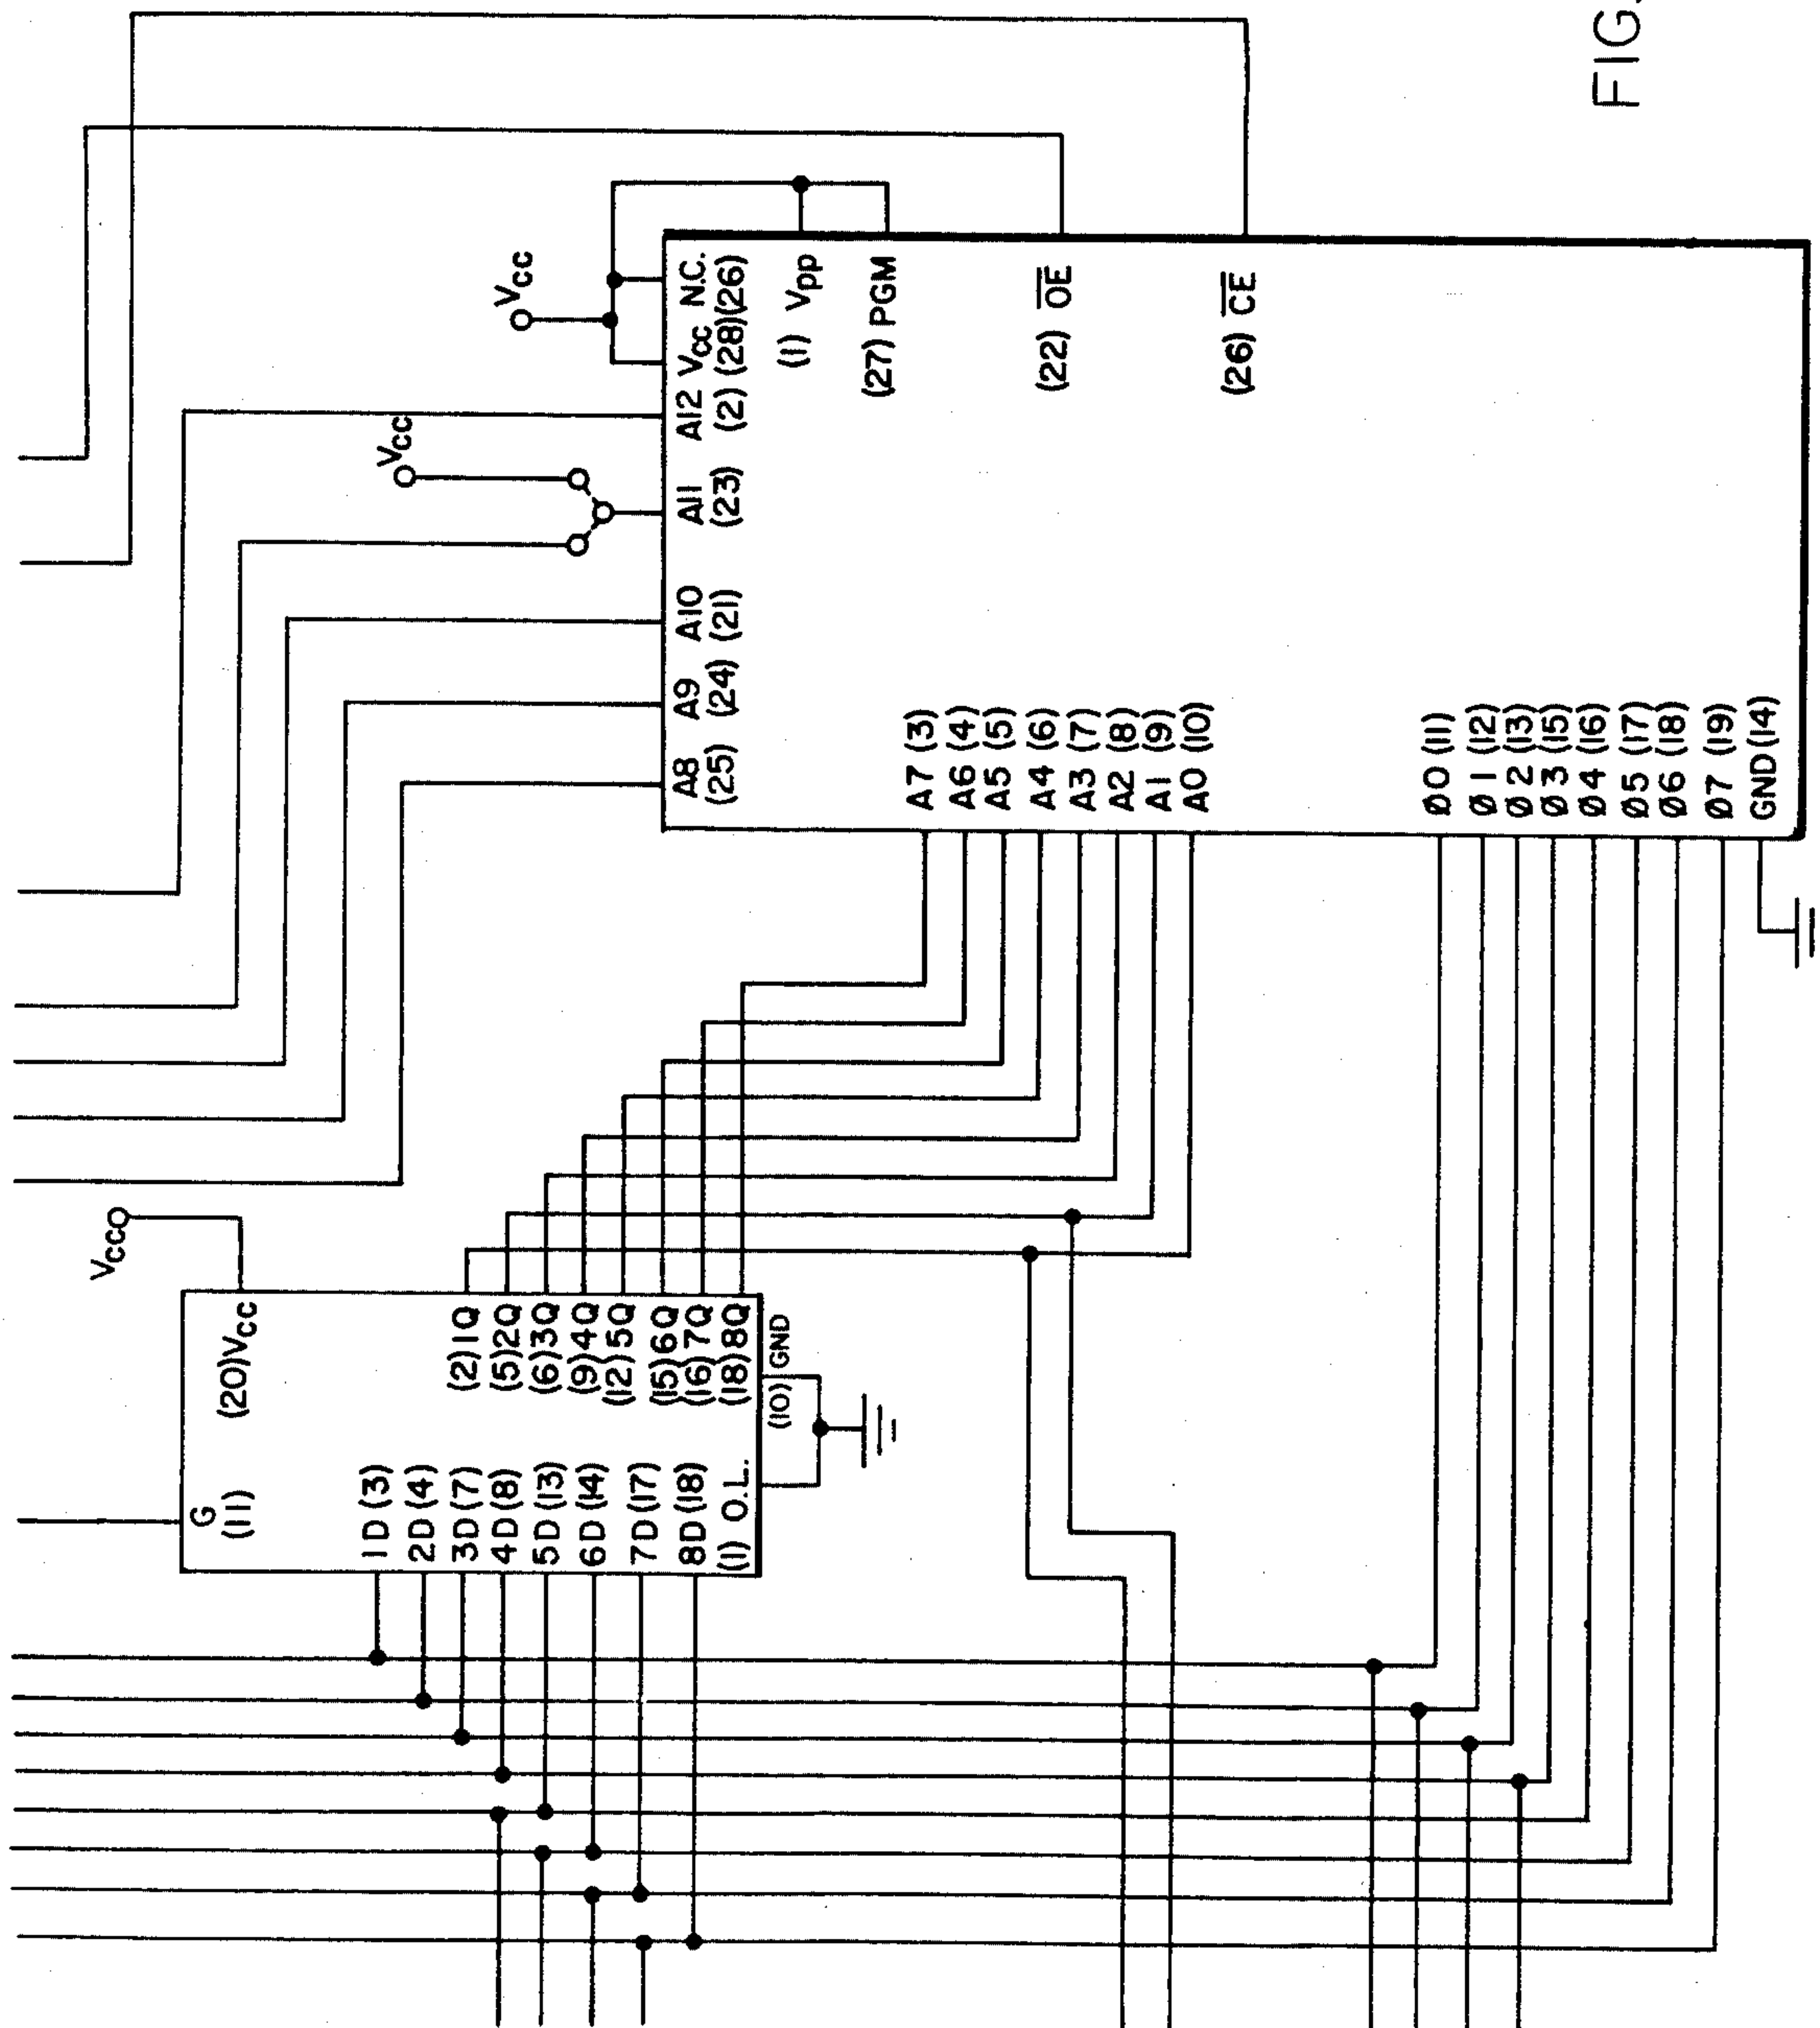 FIG.
Vcc
Vcc
A8 (25)
A9 (24)
A10 (21)
A11 (23)
A12 (2)
Vcc (28)
N.C. (26)
(1) Vpp
(27) PGM
(22) OE
(26) CE
A7 (3)
A6 (4)
A5 (5)
A4 (6)
A3 (7)
A2 (8)
A1 (9)
A0 (10)
Ø0 (11)
Ø1 (12)
Ø2 (13)
Ø3 (15)
Ø4 (16)
Ø5 (17)
Ø6 (18)
Ø7 (19)
GND (14)
Vcc
G (11)
(20) Vcc
1D (3)
2D (4)
3D (7)
4D (8)
5D (13)
6D (14)
7D (17)
8D (18)
(1) O.L.
(2) 1Q
(5) 2Q
(6) 3Q
(9) 4Q
(12) 5Q
(15) 6Q
(16) 7Q
(18) 8Q
(10) GND